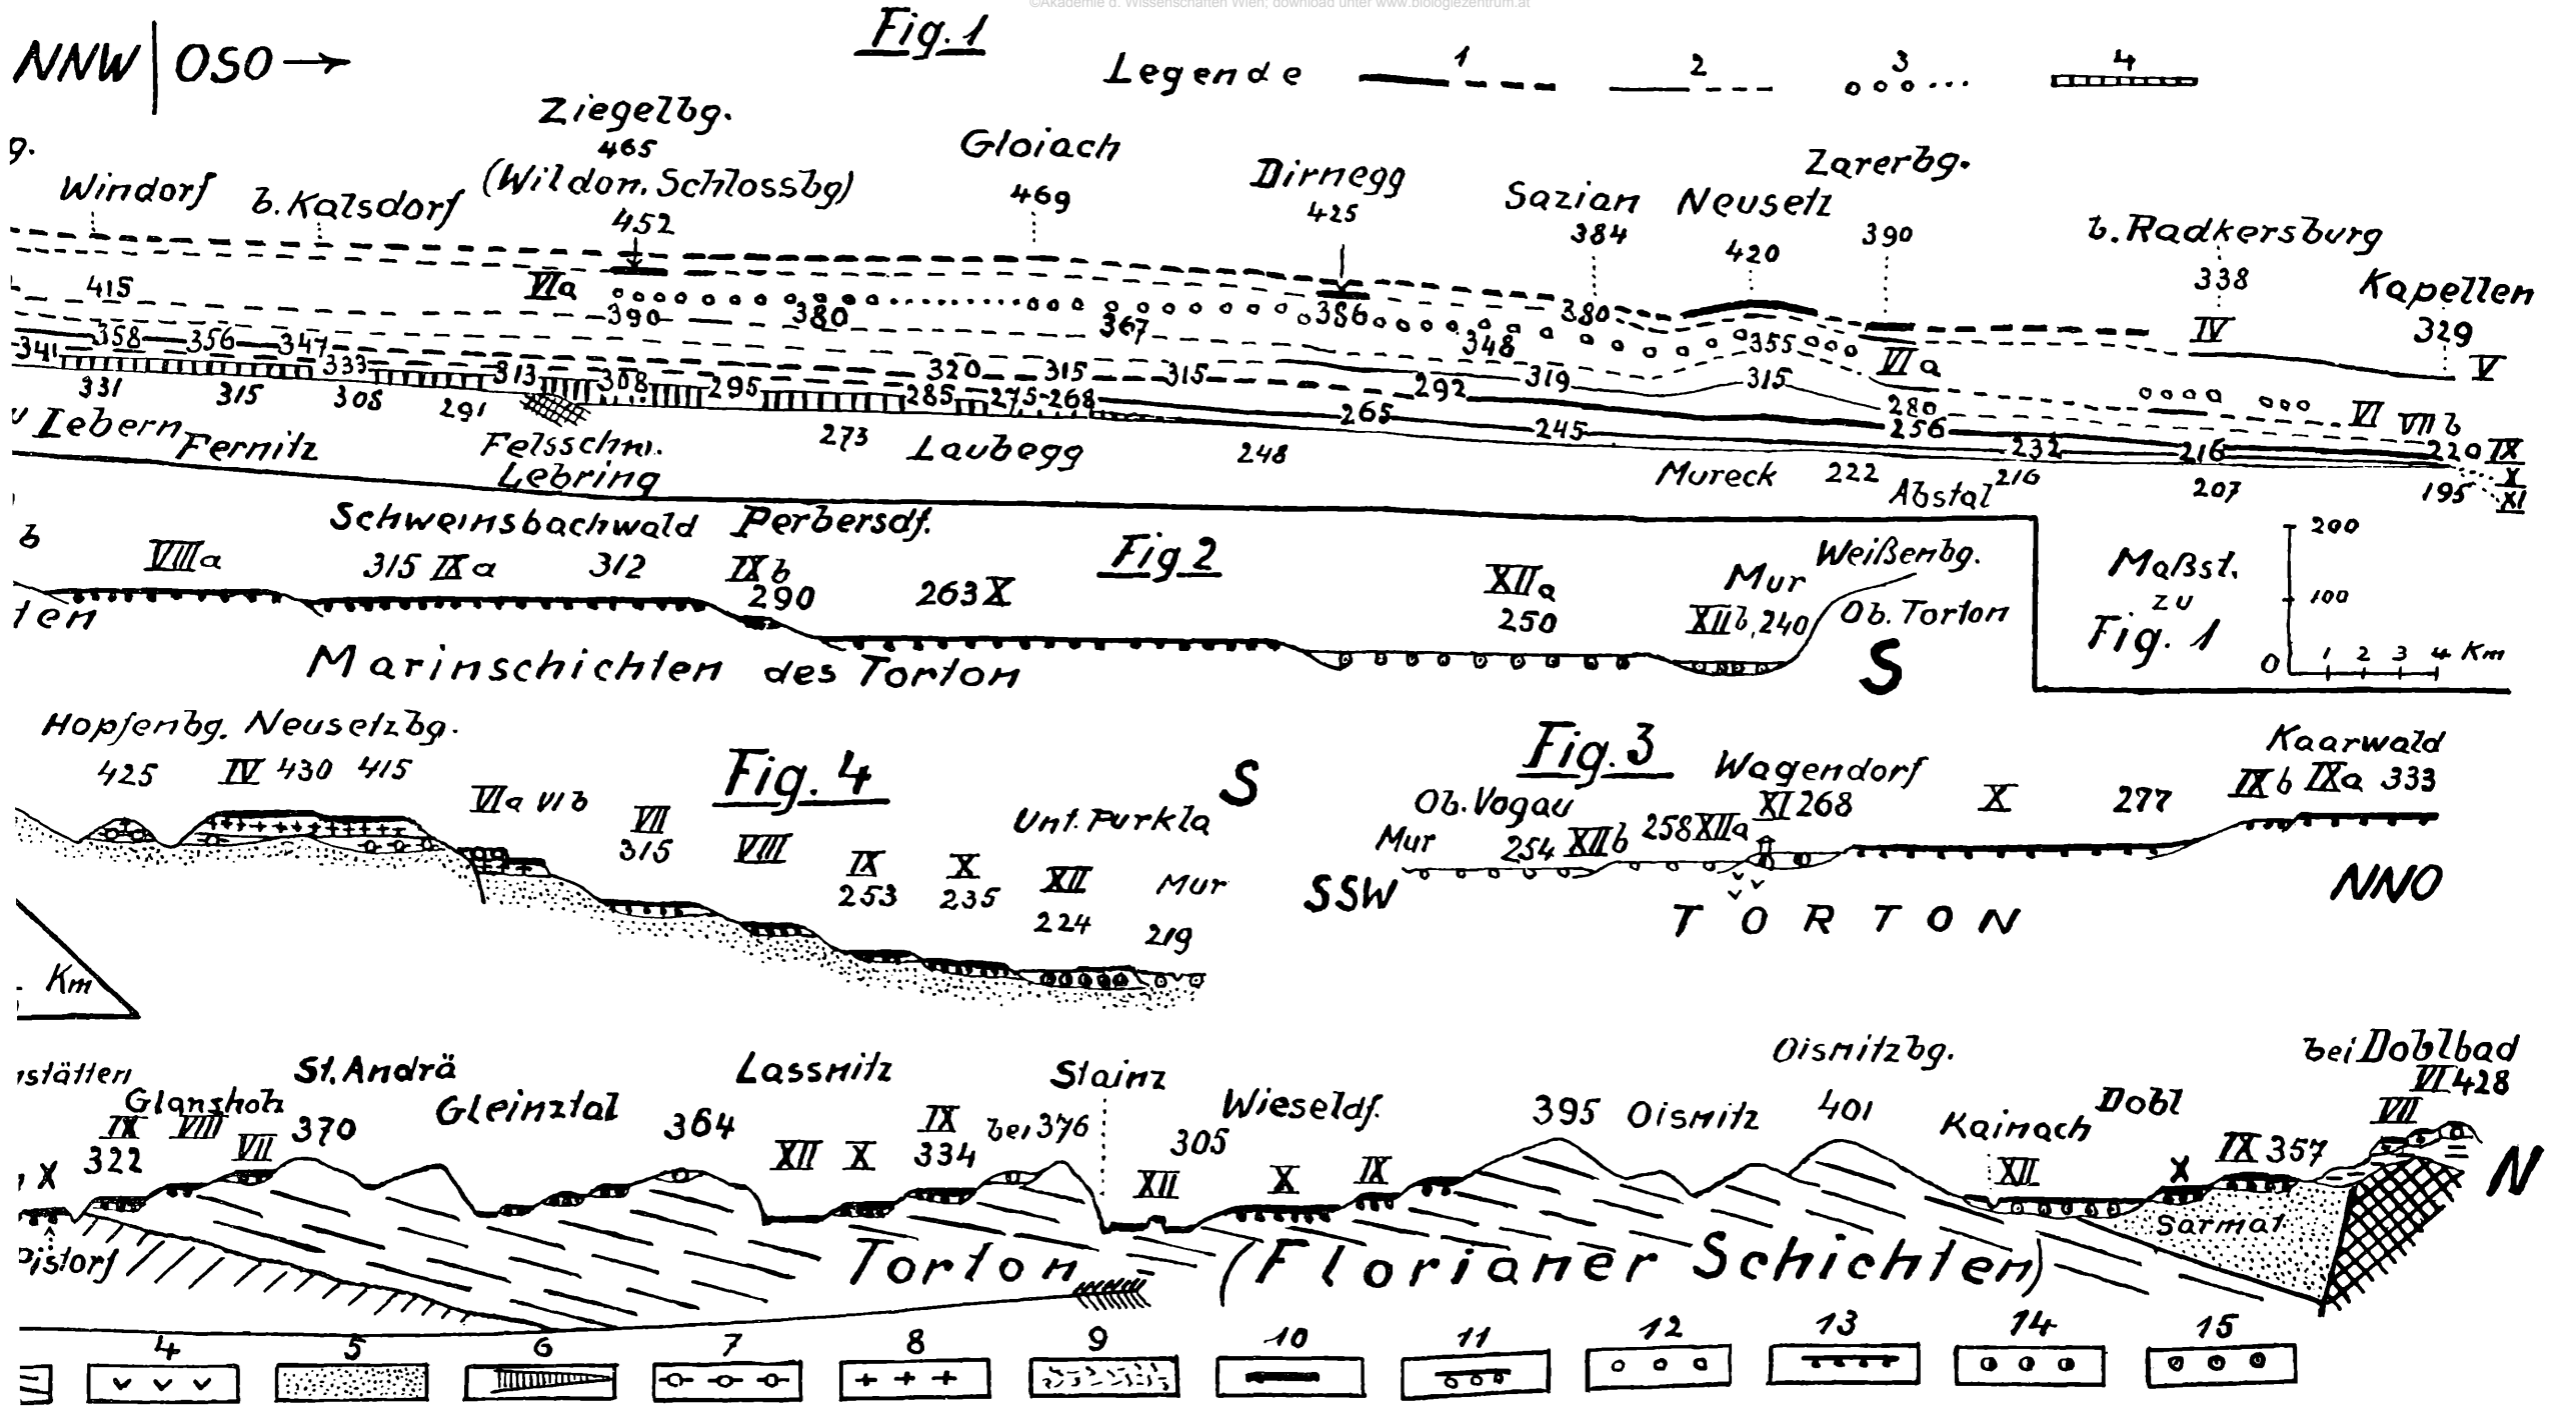 ©Akademie d. Wissenschaften Wien; download unter www.biologiezentrum.at
Fig. 1
NNW | OSO →
Legende 1 2 3 4
g.
Windorf
b. Kalsdorf
Ziegelbg.
465
(Wildon. Schlossbg)
452
Gloiach
469
Dirnegg
425
Sazian
384
Neusetz
420
Zarerbg.
390
b. Radkersburg
338
Kapellen
329
415 VIa IV V
390 380 367 386 348 380 355 VIa
341 358 356 347 333 313 308 295 320 285 315 275-268 315 292 319 315 280 VI VIIb
265 245 256 232 216 220 IX
X
XI
331 315 308 291 273 248 222 216 207 195
Lebern Fernitz Felsschw. Lebring Laubegg Mureck Abstal
Fig 2
Schweinsbachwald Perbersdf.
b VIIIa 315 IXa 312 IXb 290 263 X XIIa 250
Mur
XIIb, 240
Weißenbg.
Ob. Torton
ten
Marinschichten des Torton
S
Maßst.
zu
Fig. 1
200
100
0 1 2 3 4 Km
Hopfenbg. Neusetzbg.
425 IV 430 415
VIa VIb
VII
315
VIII
IX
253
X
235
XII
224
Unt. Purkla
Mur
219
Fig. 4
S
Km
Fig. 3
Mur
Ob. Vogau
254 XIIb 258 XIIa
Wagendorf
XI 268
X 277
Kaarwald
IXb IXa 333
SSW
NNO
TORTON
stätten
Glanzholz
IX VIII VII
322
X
Pistorf
St. Andrä
370
Gleinztal
364
Lassnitz
XII X
IX
334
bei 376
Stainz
305
XII
Wieseldf.
X IX
395 Oisnitz
Oisnitzbg.
401
Kainach
XII
Dobl
X IX 357
bei Doblbad
VI 428
VII
N
Sarmat
Torton (Florianer Schichten)
4 5 6 7 8 9 10 11 12 13 14 15